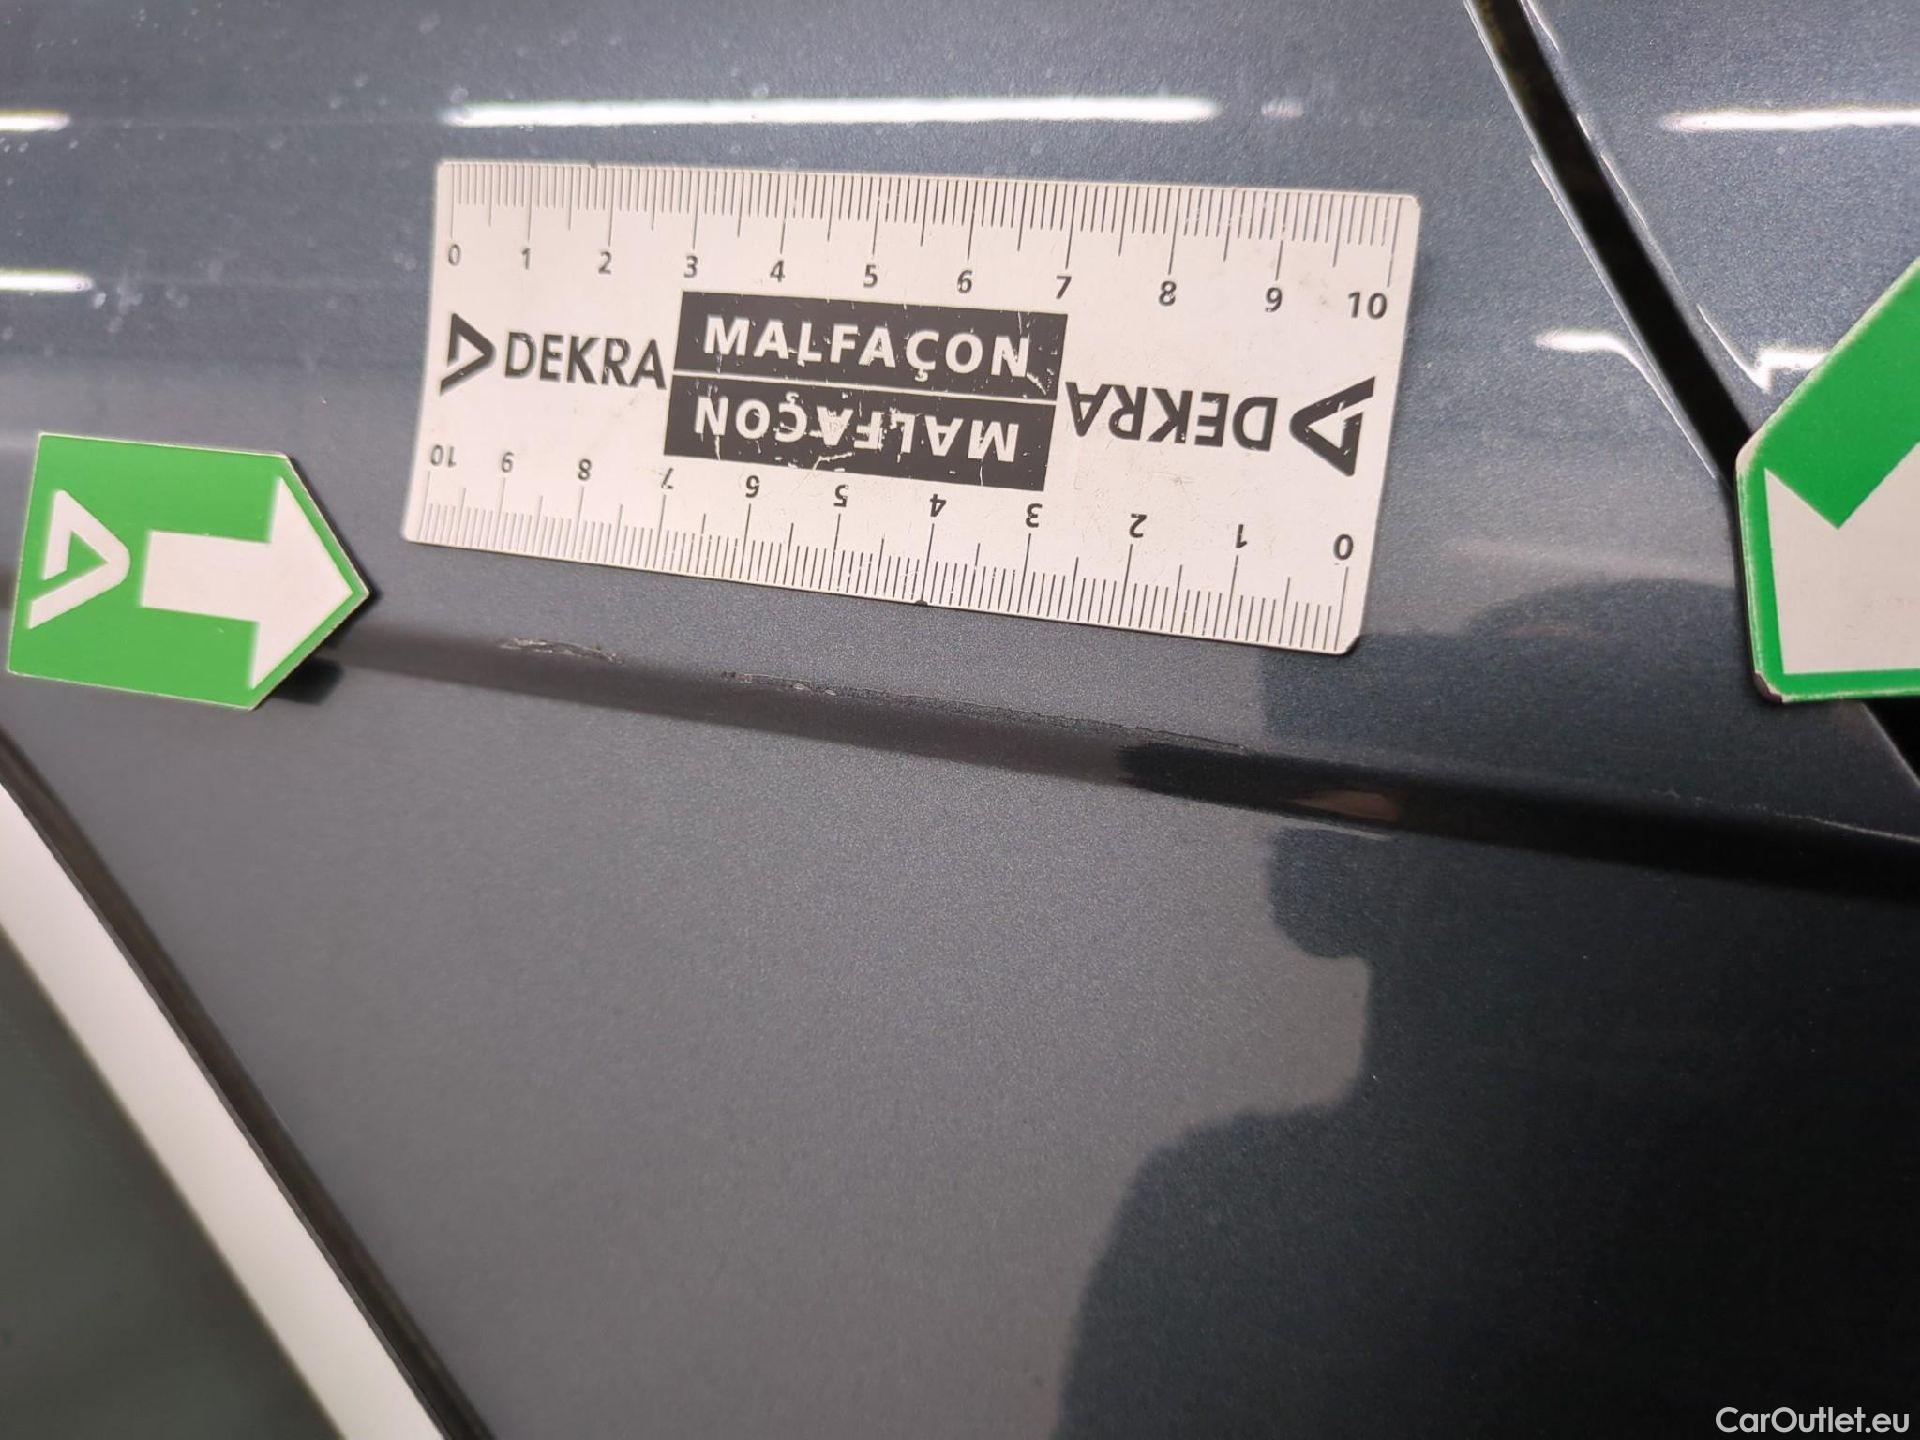 0 1 2 3 4 5 6 7 8 9 10
DEKRA MALFAÇON DEKRA
MALFAÇON
10 9 8 7 6 5 4 3 2 1 0
CarOutlet.eu